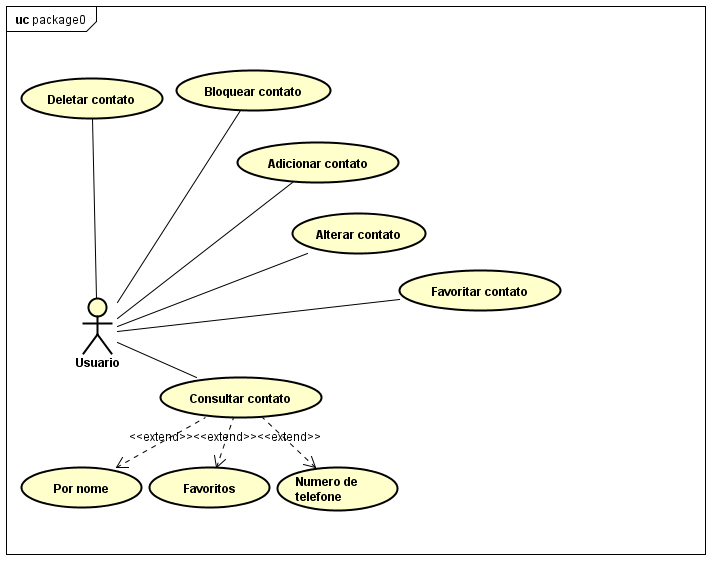 uc package0
Deletar contato
Bloquear contato
Adicionar contato
Alterar contato
Favoritar contato
Usuario
Consultar contato
<<extend>>
<<extend>>
<<extend>>
Por nome
Favoritos
Numero de
telefone